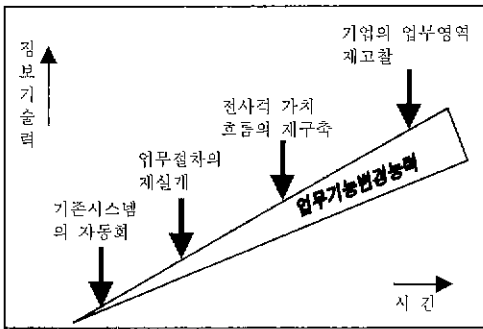 정보기술력
기업의 업무영역
재고찰
전사적 가치
흐름의 재구축
업무절차의
재설계
기존시스템
의 자동화
업무기능변경능력
시 간